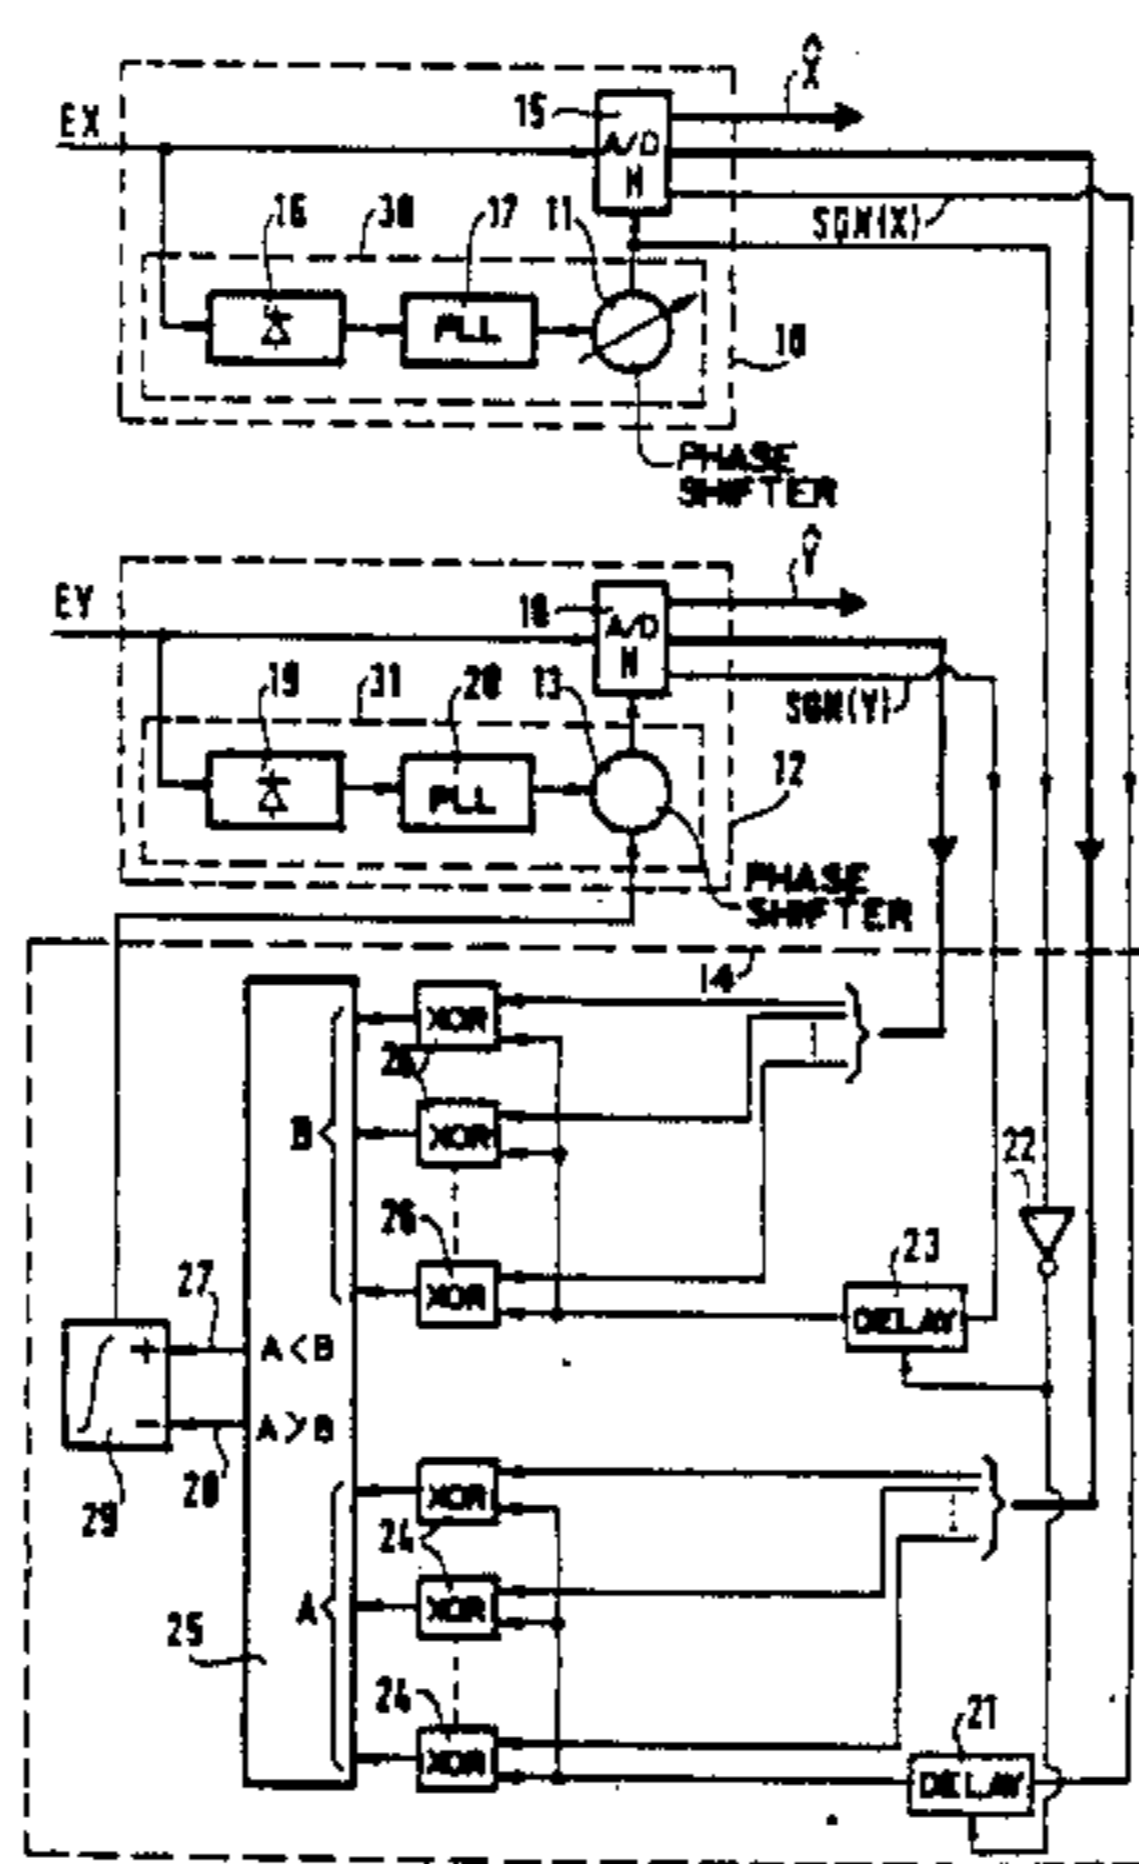 X̂
EX
15
A/D
N
SGN(X)
16
30
17
11
PLL
10
PHASE
SHIFTER
Ŷ
EY
18
A/D
N
SGN(Y)
19
31
20
13
PLL
12
PHASE
SHIFTER
14
XOR
26
B
XOR
22
26
XOR
23
DELAY
27
+
A<B
-
A>B
28
29
XOR
24
A
XOR
25
24
XOR
21
DELAY